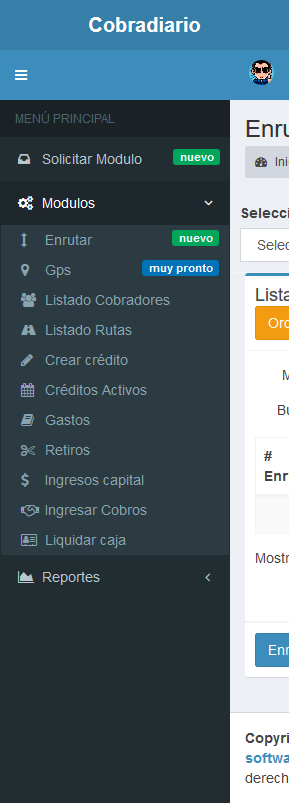 Cobradiario
MENÚ PRINCIPAL
Solicitar Modulo nuevo
Modulos
Enrutar nuevo
Gps muy pronto
Listado Cobradores
Listado Rutas
Crear crédito
Créditos Activos
Gastos
Retiros
Ingresos capital
Ingresar Cobros
Liquidar caja
Reportes
Enru
Ini
Selecci
Selec
Lista
Ord
M
Bu
#
Enr
Mostr
Enr
Copyri
softwa
derech